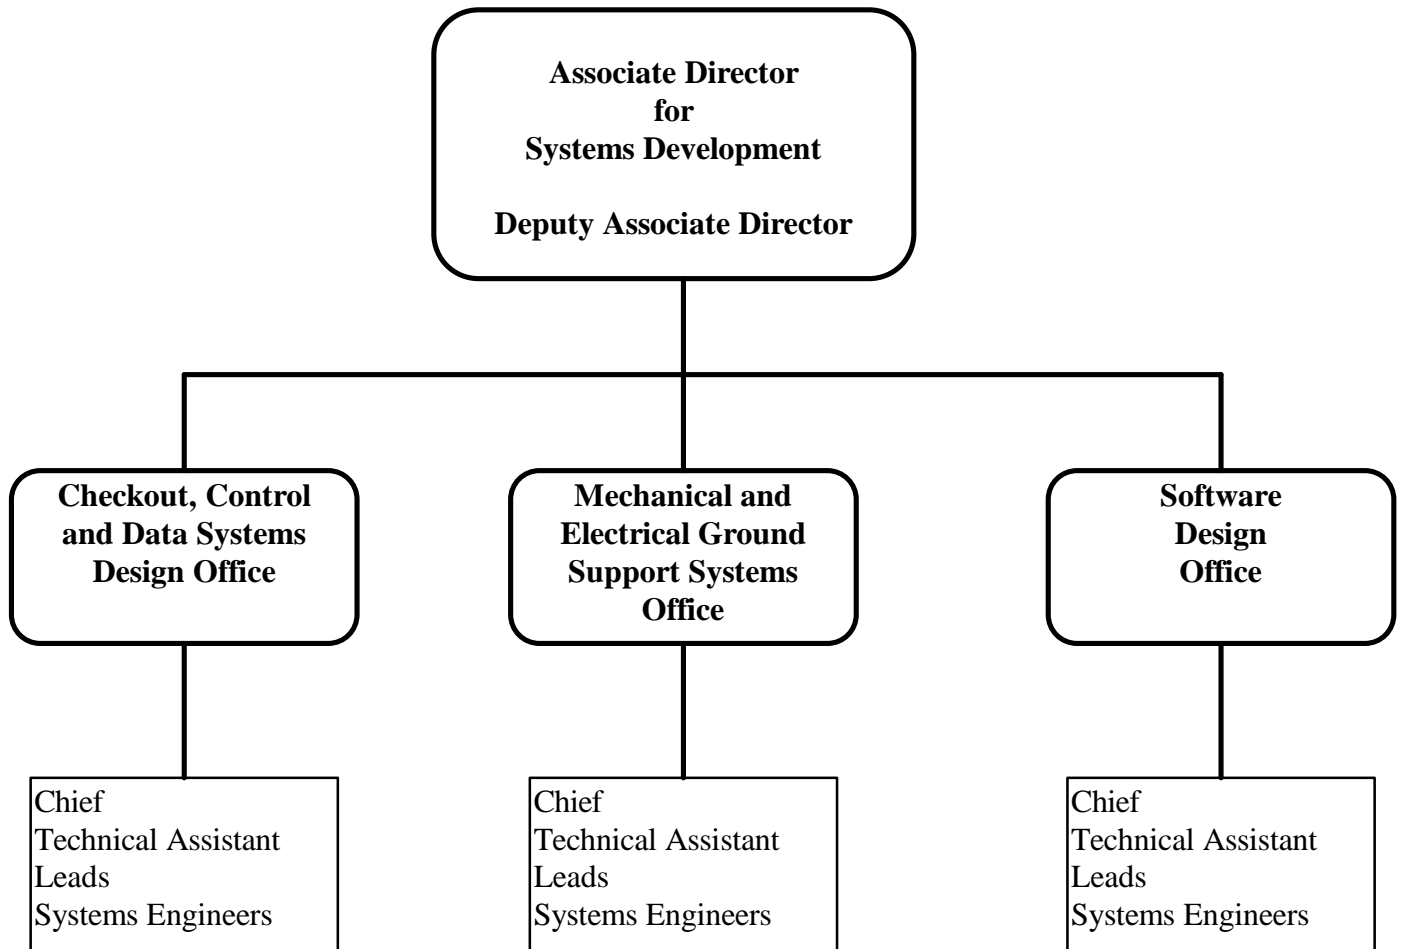 Associate Director
for
Systems Development
Deputy Associate Director
Checkout, Control
and Data Systems
Design Office
Mechanical and
Electrical Ground
Support Systems
Office
Software
Design
Office
Chief
Technical Assistant
Leads
Systems Engineers
Chief
Technical Assistant
Leads
Systems Engineers
Chief
Technical Assistant
Leads
Systems Engineers